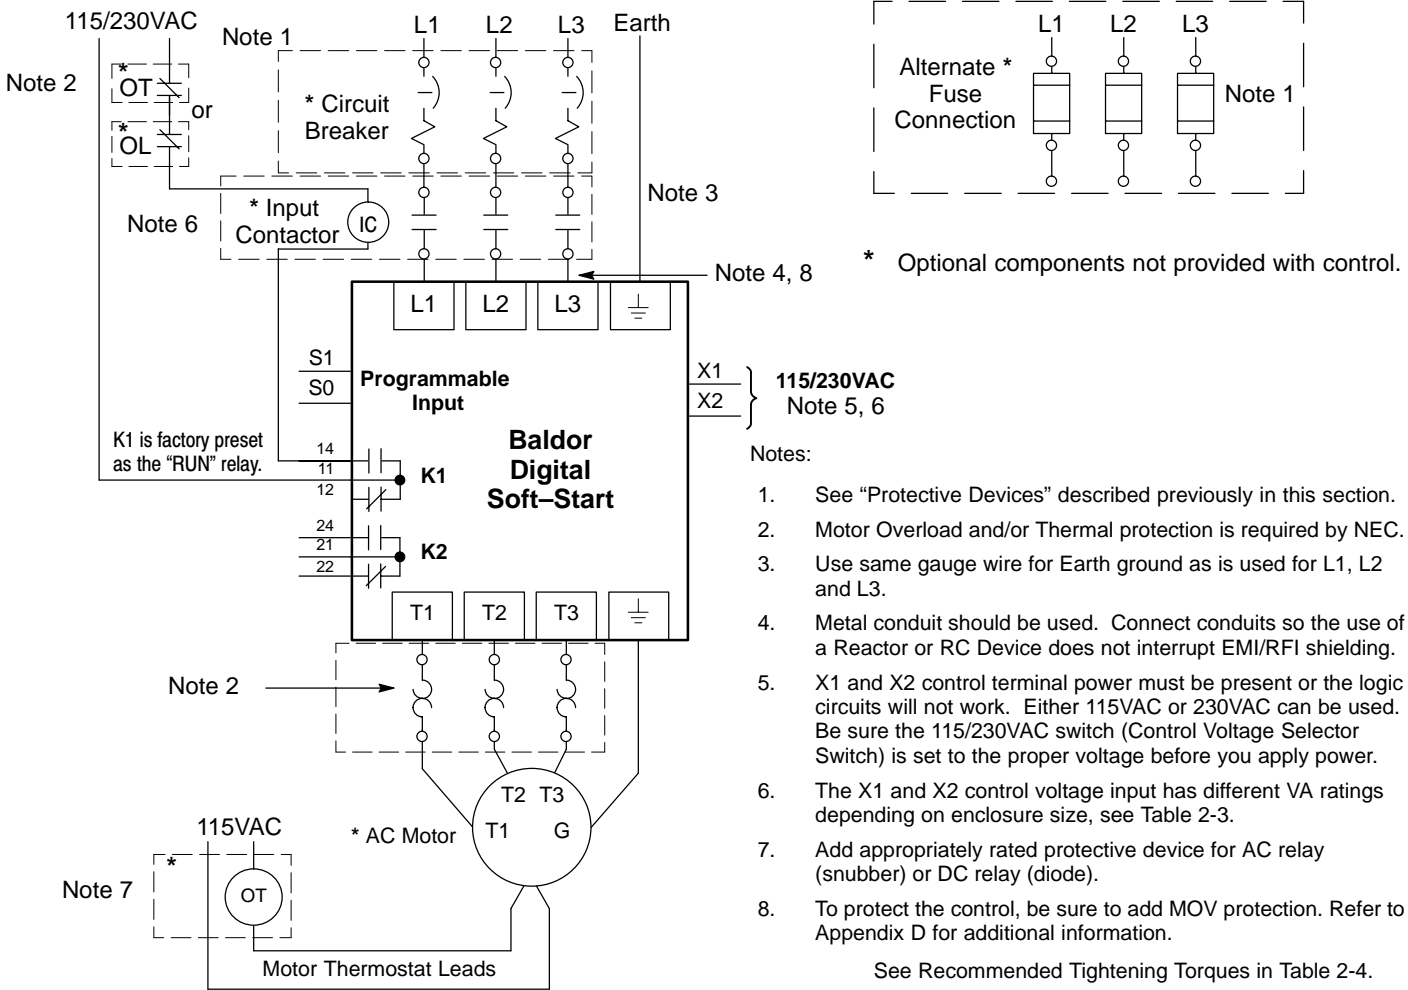 115/230VAC
Note 1
L1 L2 L3 Earth
Note 2
* OT
or
* OL
* Circuit
Breaker
Note 6
* Input
Contactor
IC
Note 3
Note 4, 8
L1 L2 L3
Alternate *
Fuse
Connection
Note 1
* Optional components not provided with control.
L1 L2 L3
S1
S0
Programmable
Input
X1
X2
115/230VAC
Note 5, 6
K1 is factory preset
as the “RUN” relay.
14
11
12
K1
24
21
22
K2
Baldor
Digital
Soft–Start
T1 T2 T3
Note 2
T2 T3
T1 G
* AC Motor
115VAC
*
Note 7
OT
Motor Thermostat Leads
Notes:
1. See “Protective Devices” described previously in this section.
2. Motor Overload and/or Thermal protection is required by NEC.
3. Use same gauge wire for Earth ground as is used for L1, L2
and L3.
4. Metal conduit should be used. Connect conduits so the use of
a Reactor or RC Device does not interrupt EMI/RFI shielding.
5. X1 and X2 control terminal power must be present or the logic
circuits will not work. Either 115VAC or 230VAC can be used.
Be sure the 115/230VAC switch (Control Voltage Selector
Switch) is set to the proper voltage before you apply power.
6. The X1 and X2 control voltage input has different VA ratings
depending on enclosure size, see Table 2-3.
7. Add appropriately rated protective device for AC relay
(snubber) or DC relay (diode).
8. To protect the control, be sure to add MOV protection. Refer to
Appendix D for additional information.
See Recommended Tightening Torques in Table 2-4.